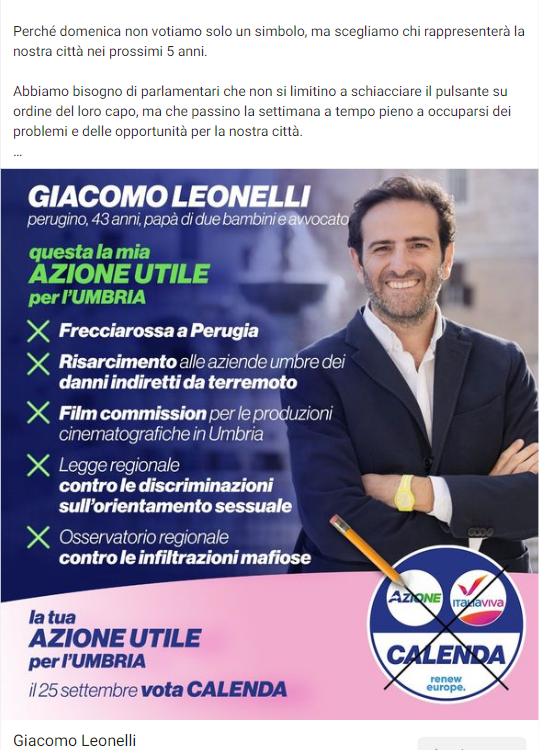 Perché domenica non votiamo solo un simbolo, ma scegliamo chi rappresenterà la
nostra città nei prossimi 5 anni.
Abbiamo bisogno di parlamentari che non si limitino a schiacciare il pulsante su
ordine del loro capo, ma che passino la settimana a tempo pieno a occuparsi dei
problemi e delle opportunità per la nostra città.
...
GIACOMO LEONELLI
perugino, 43 anni, papà di due bambini e avvocato
questa la mia
AZIONE UTILE
per l'UMBRIA
Frecciarossa a Perugia
Risarcimento alle aziende umbre dei
danni indiretti da terremoto
Film commission per le produzioni
cinematografiche in Umbria
Legge regionale
contro le discriminazioni
sull'orientamento sessuale
Osservatorio regionale
contro le infiltrazioni mafiose
la tua
AZIONE UTILE
per l'UMBRIA
il 25 settembre vota CALENDA
AZIONE
ITALIAVIVA
CALENDA
renew
europe.
Giacomo Leonelli